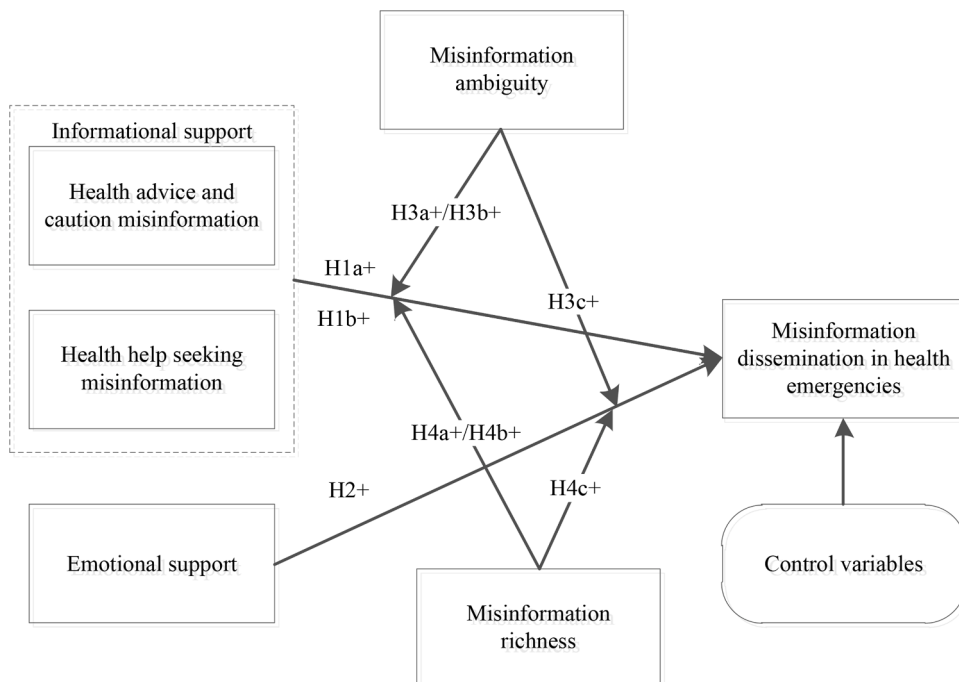 Misinformation
ambiguity
Informational support
Health advice and
caution misinformation
H3a+/H3b+
H1a+
H1b+
H3c+
Health help seeking
misinformation
Misinformation
dissemination in health
emergencies
H4a+/H4b+
H2+
H4c+
Emotional support
Control variables
Misinformation
richness